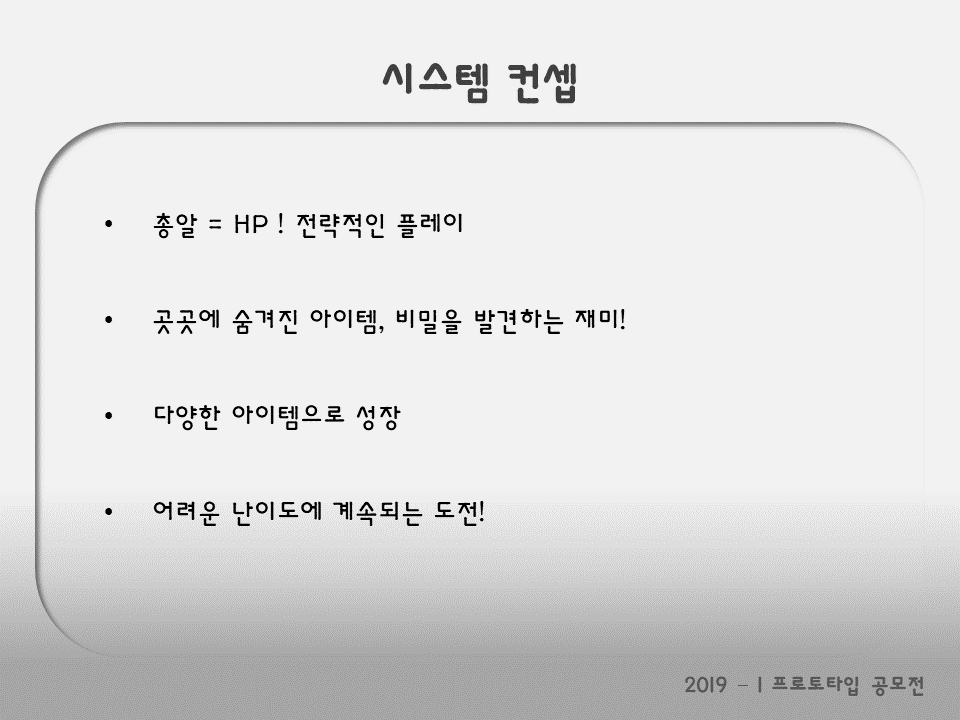 시스템 컨셉
• 총알 = HP ! 전략적인 플레이
• 곳곳에 숨겨진 아이템, 비밀을 발견하는 재미!
• 다양한 아이템으로 성장
• 어려운 난이도에 계속되는 도전!
2019 – 1 프로토타입 공모전